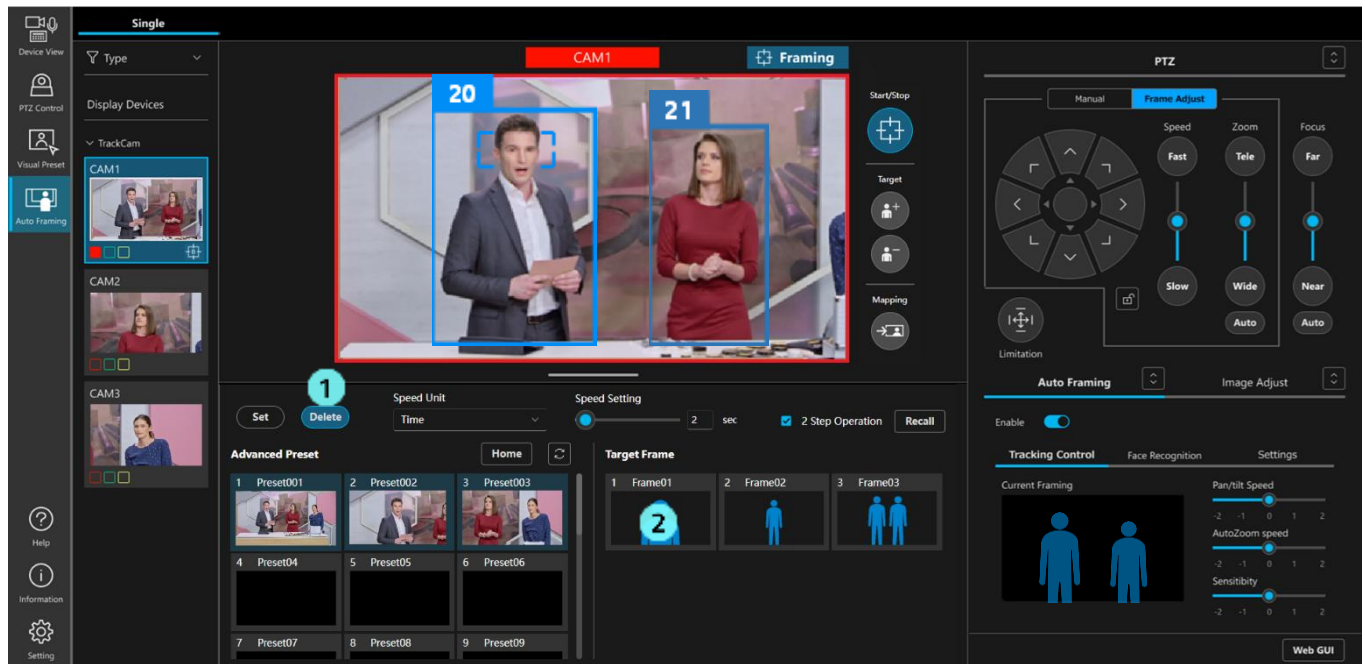 Single
Device View
PTZ Control
Visual Preset
Auto Framing
Help
Information
Setting
Type
Display Devices
TrackCam
CAM1
CAM2
CAM3
CAM1
Framing
20
21
Start/Stop
Target
Mapping
1
Set
Delete
Speed Unit
Time
Speed Setting
2 sec
2 Step Operation
Recall
Advanced Preset
Home
1 Preset001
2 Preset002
3 Preset003
4 Preset04
5 Preset05
6 Preset06
7 Preset07
8 Preset08
9 Preset09
Target Frame
1 Frame01
2 Frame02
3 Frame03
2
PTZ
Manual
Frame Adjust
Speed
Zoom
Focus
Fast
Tele
Far
Slow
Wide
Near
Auto
Auto
Limitation
Auto Framing
Image Adjust
Enable
Tracking Control
Face Recognition
Settings
Current Framing
Pan/tilt Speed
-2 -1 0 1 2
AutoZoom speed
-2 -1 0 1 2
Sensitibity
-2 -1 0 1 2
Web GUI